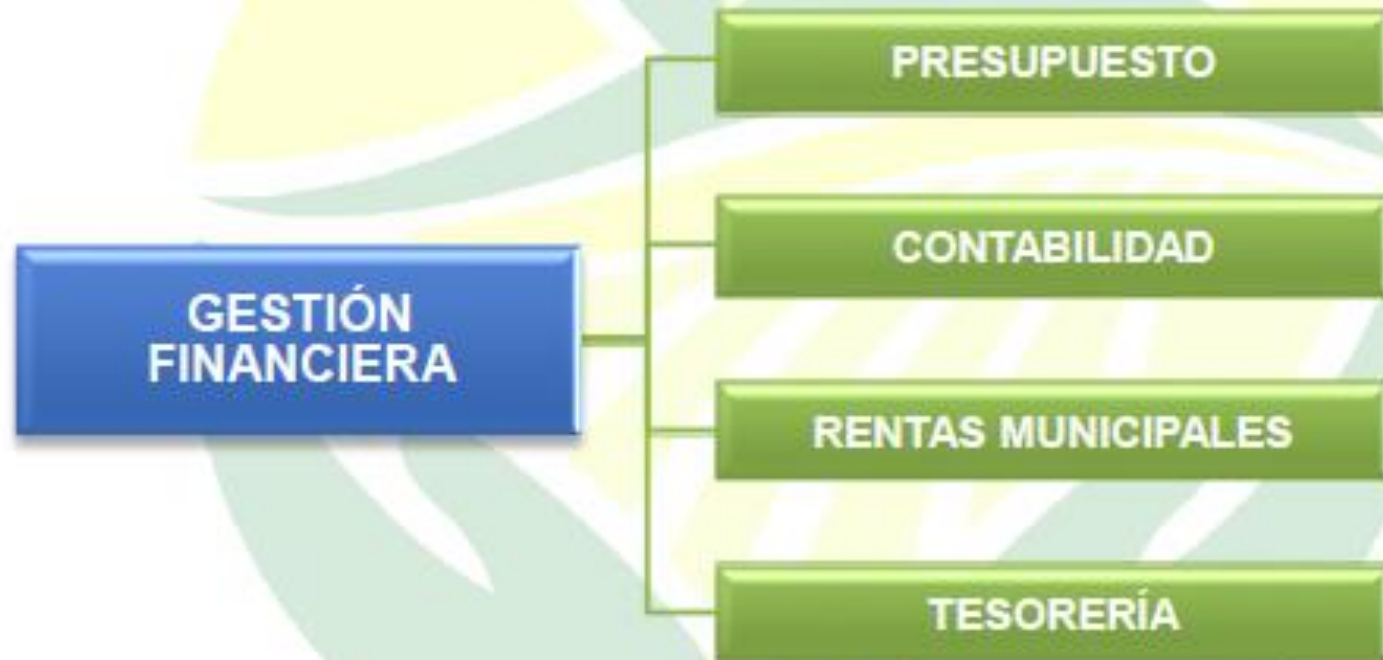 PRESUPUESTO
CONTABILIDAD
GESTIÓN
FINANCIERA
RENTAS MUNICIPALES
TESORERÍA